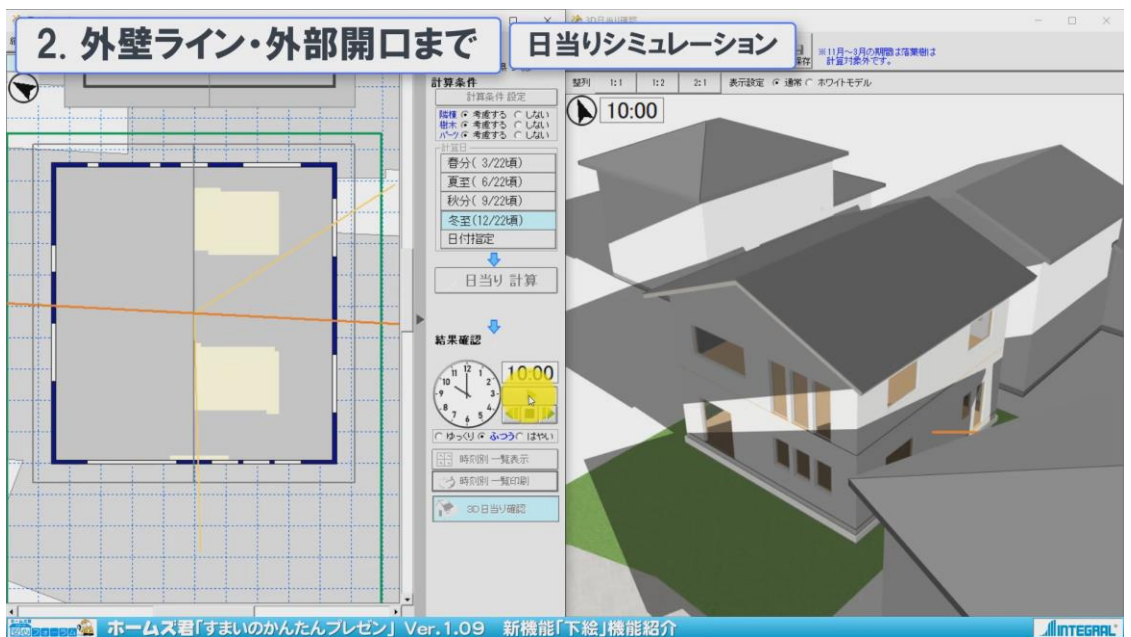 2. 外壁ライン・外部開口まで
日当りシミュレーション
※11月～3月の期間は落葉樹は
計算対象外です。
整列 1:1 1:2 2:1 表示設定 通常 ホワイトモデル
計算条件
計算条件 設定
隣棟 考慮する しない
樹木 考慮する しない
パーツ 考慮する しない
計算日
春分( 3/22頃)
夏至( 6/22頃)
秋分( 9/22頃)
冬至(12/22頃)
日付指定
日当り 計算
結果確認
10:00
ゆっくり ふつう はやい
時刻別 一覧表示
時刻別 一覧印刷
3D日当り確認
10:00
ホームズ君「すまいのかんたんプレゼン」 Ver.1.09 新機能「下絵」機能紹介
INTEGRAL